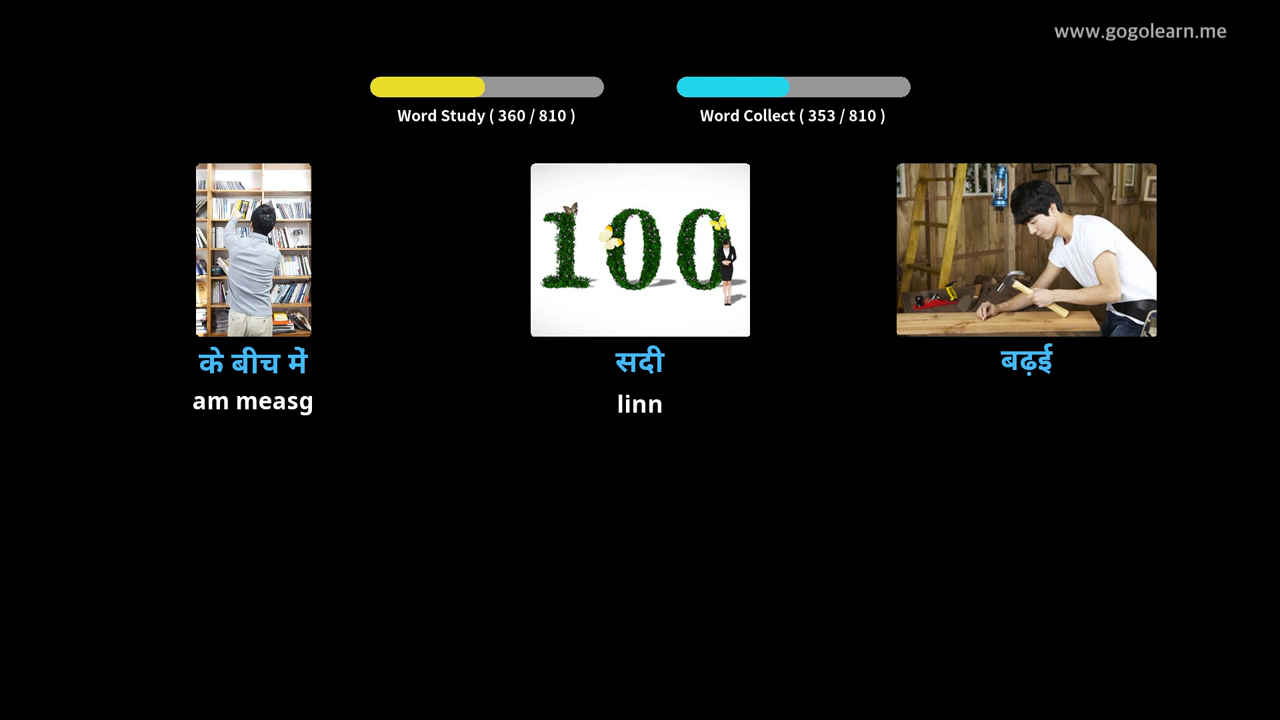 www.gogolearn.me
Word Study ( 360 / 810 )
Word Collect ( 353 / 810 )
100
के बीच में
सदी
बढ़ई
am measg
linn